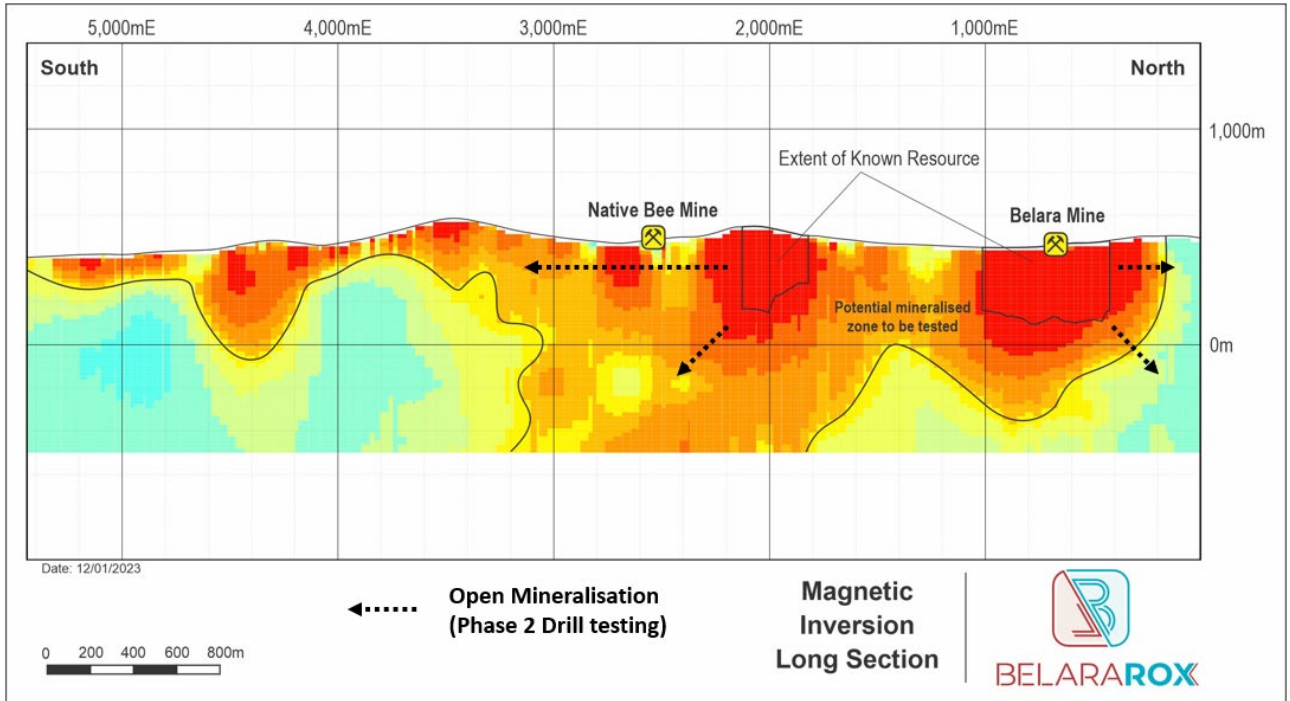 5,000mE 4,000mE 3,000mE 2,000mE 1,000mE
South
North
1,000m
Extent of Known Resource
Native Bee Mine
Belara Mine
Potential mineralised
zone to be tested
0m
Date: 12/01/2023
Open Mineralisation
(Phase 2 Drill testing)
0 200 400 600 800m
Magnetic
Inversion
Long Section
BELARAROX